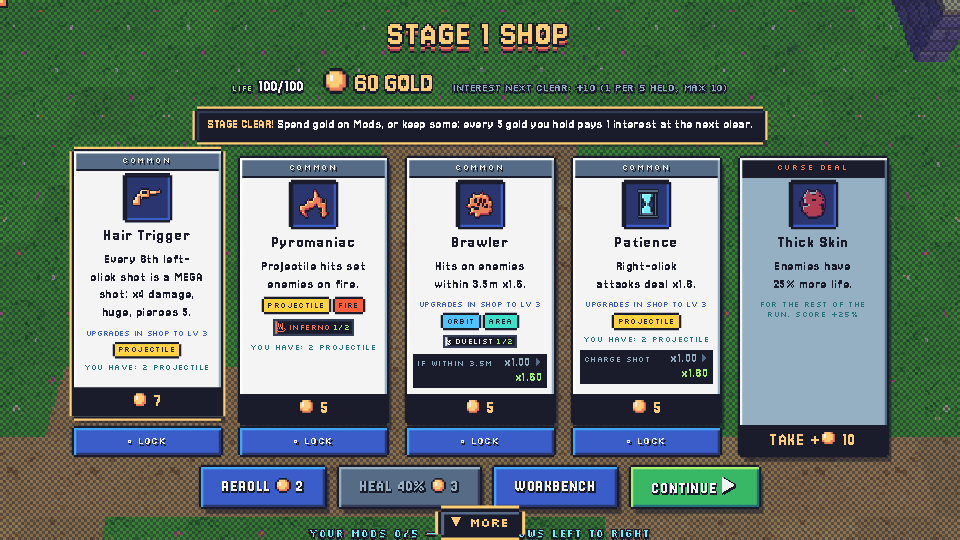 STAGE 1 SHOP
LIFE 100/100 60 GOLD INTEREST NEXT CLEAR: +10 (1 PER 5 HELD, MAX 10)
STAGE CLEAR! Spend gold on Mods, or keep some: every 5 gold you hold pays 1 interest at the next clear.
COMMON
Hair Trigger
Every 8th left-
click shot is a MEGA
shot: x4 damage,
huge, pierces 5.
UPGRADES IN SHOP TO LV 3
PROJECTILE
YOU HAVE: 2 PROJECTILE
7
LOCK
COMMON
Pyromaniac
Projectile hits set
enemies on fire.
PROJECTILE FIRE
INFERNO 1/2
YOU HAVE: 2 PROJECTILE
5
LOCK
COMMON
Brawler
Hits on enemies
within 3.5m x1.6.
UPGRADES IN SHOP TO LV 3
ORBIT AREA
DUELIST 1/2
IF WITHIN 3.5M x1.00
x1.60
5
LOCK
COMMON
Patience
Right-click
attacks deal x1.8.
UPGRADES IN SHOP TO LV 3
PROJECTILE
YOU HAVE: 2 PROJECTILE
CHARGE SHOT x1.00
x1.80
5
LOCK
CURSE DEAL
Thick Skin
Enemies have
25% more life.
FOR THE REST OF THE
RUN. SCORE +25%
TAKE + 10
REROLL 2
HEAL 40% 3
WORKBENCH
CONTINUE
MORE
YOUR MODS 0/5 — WS LEFT TO RIGHT